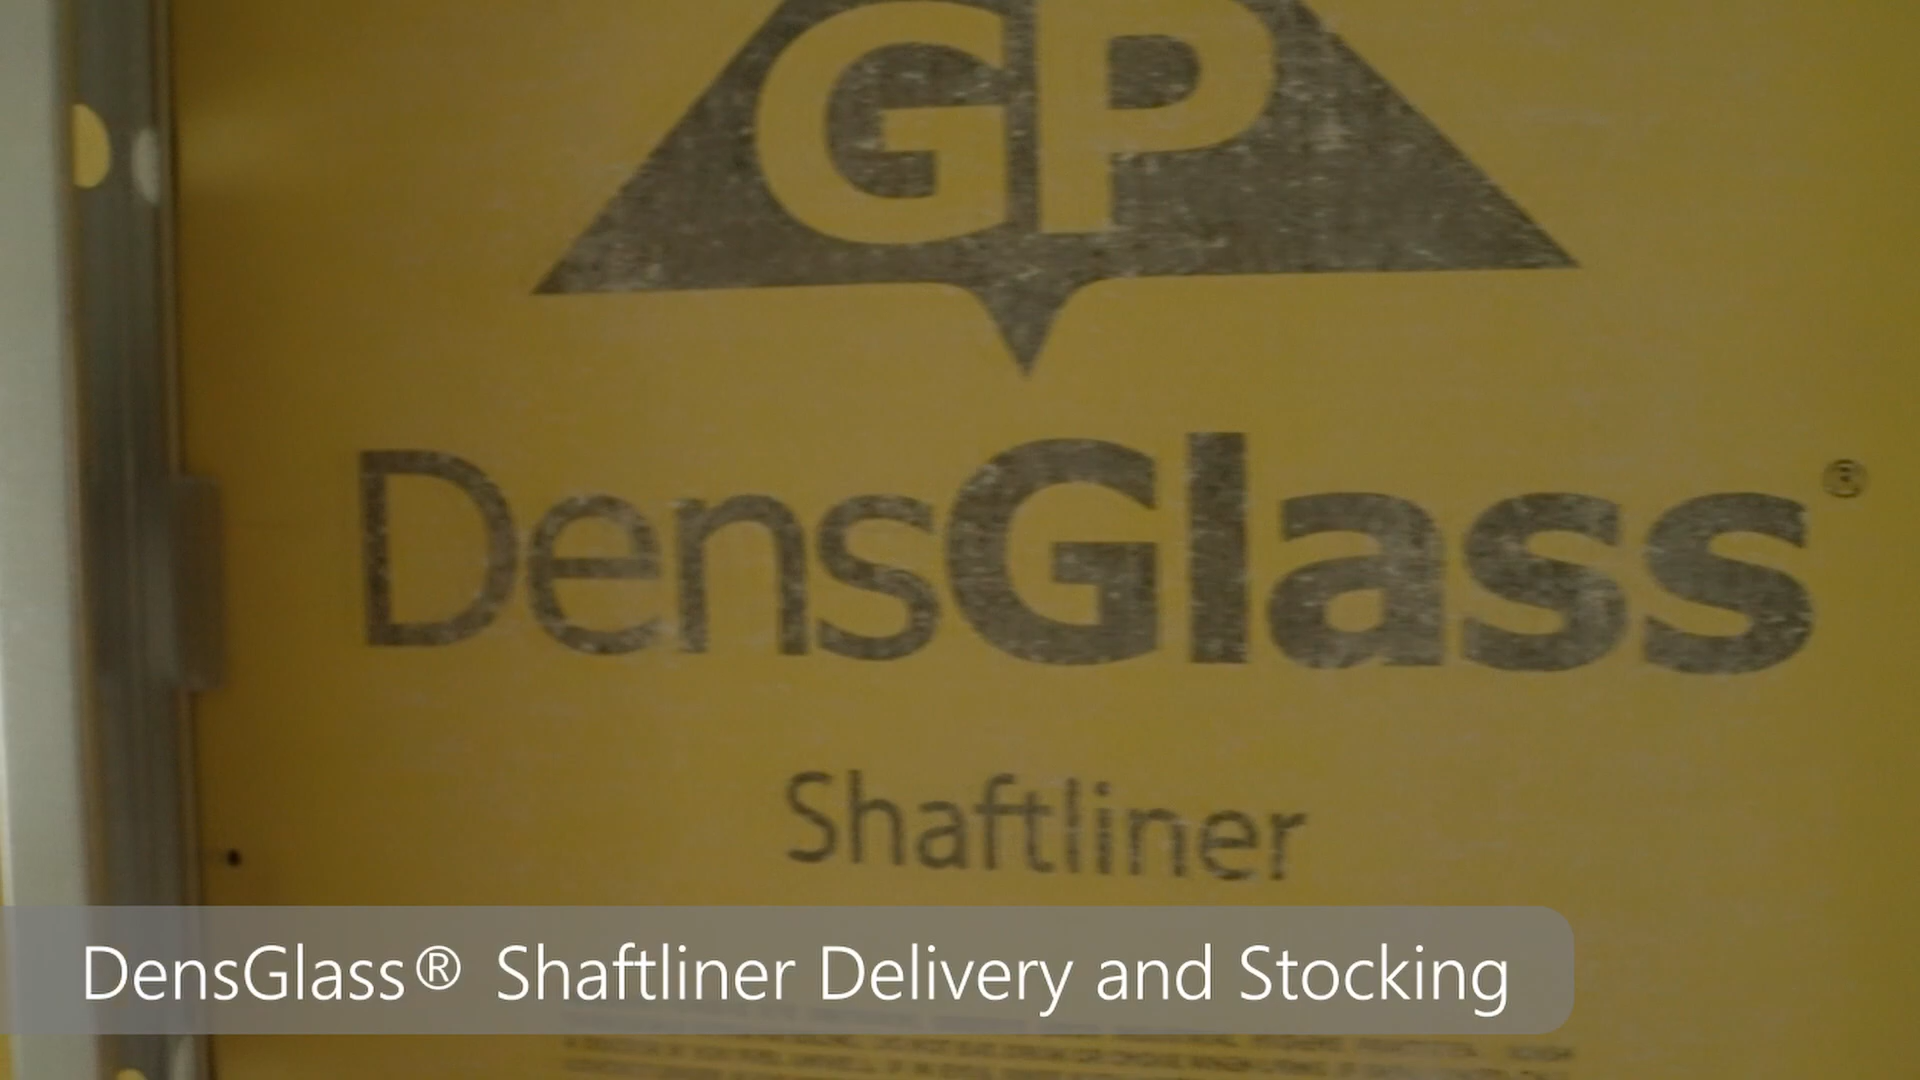 GP
DensGlass®
Shaftliner
DensGlass® Shaftliner Delivery and Stocking